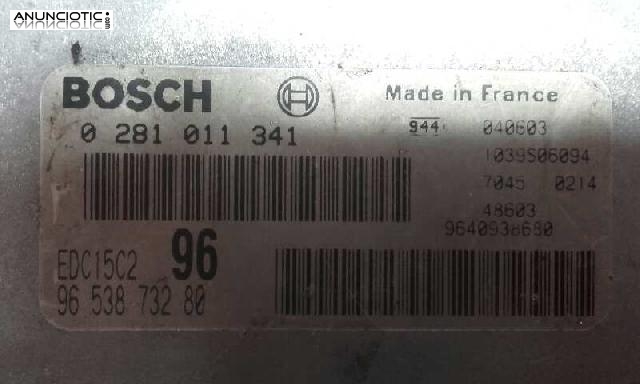 ANUNCIOTIC.es
BOSCH
Made in France
0 281 011 341
944
040603
1039S06094
7045 0214
48603
9640938680
EDC15C2
96
96 538 732 80